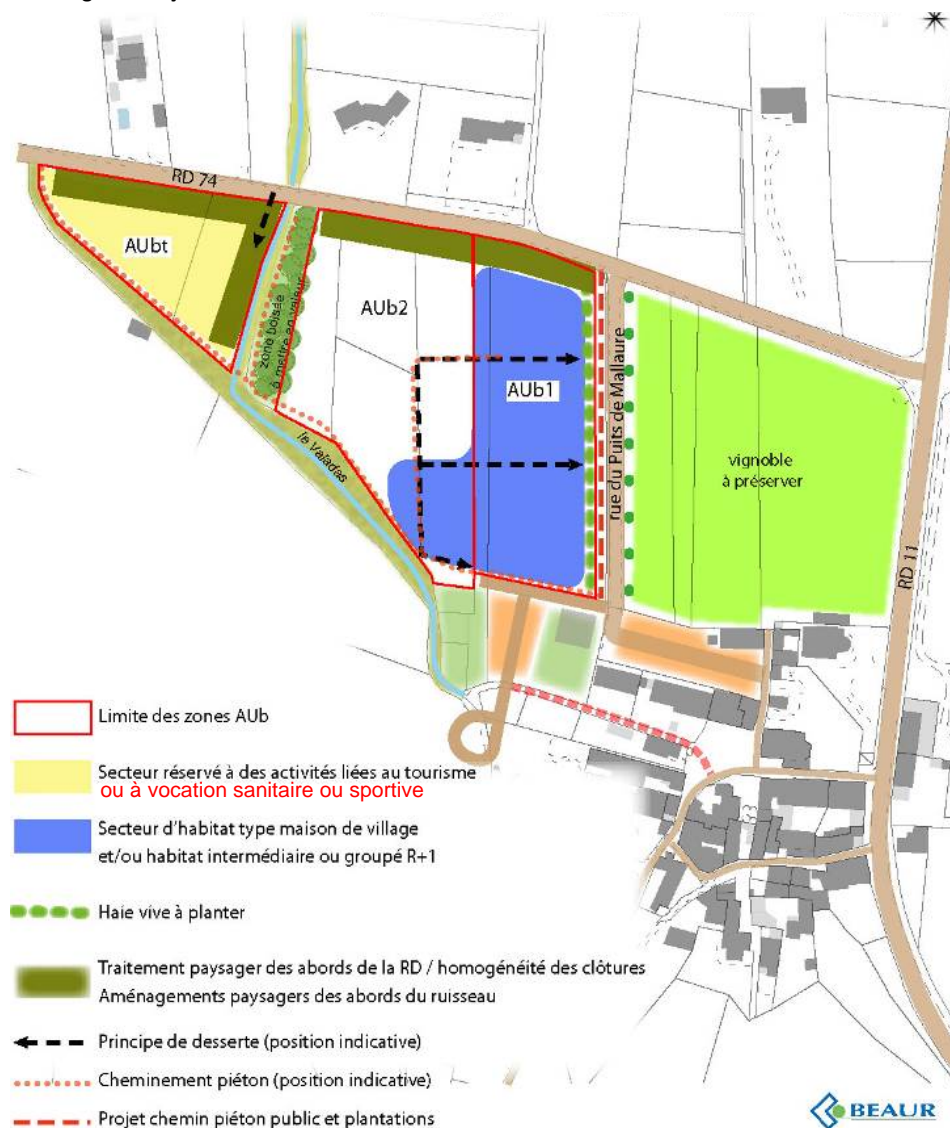 RD 74
AUbt
zone boisée
à mettre en valeur
AUb2
AUb1
rue du Puits de Mallaure
vignoble
à préserver
RD 11
le Valadas
Limite des zones AUb
Secteur réservé à des activités liées au tourisme
ou à vocation sanitaire ou sportive
Secteur d'habitat type maison de village
et/ou habitat intermédiaire ou groupé R+1
Haie vive à planter
Traitement paysager des abords de la RD / homogénéité des clôtures
Aménagements paysagers des abords du ruisseau
Principe de desserte (position indicative)
Cheminement piéton (position indicative)
Projet chemin piéton public et plantations
BEAUR